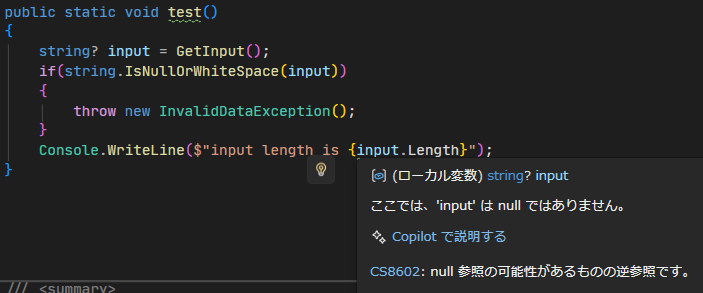 public static void test()
{
string? input = GetInput();
if(string.IsNullOrWhiteSpace(input))
{
throw new InvalidDataException();
}
Console.WriteLine($"input length is {input.Length}");
}
(ローカル変数) string? input
ここでは、'input' は null ではありません。
Copilot で説明する
CS8602: null 参照の可能性があるものの逆参照です。
/// <summary>